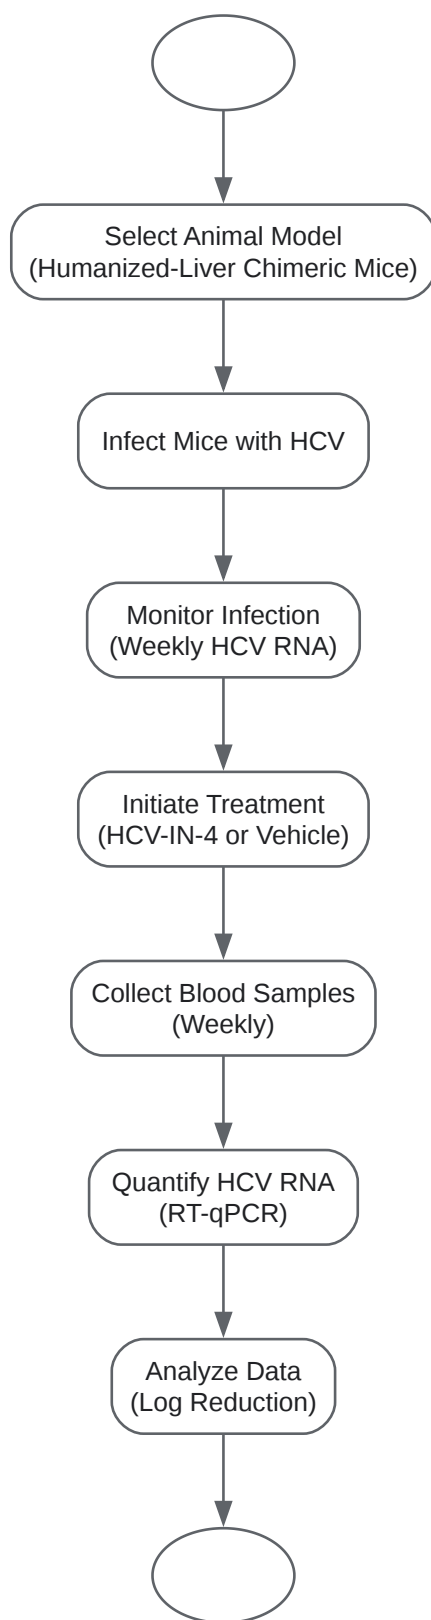 Select Animal Model
(Humanized-Liver Chimeric Mice)
Infect Mice with HCV
Monitor Infection
(Weekly HCV RNA)
Initiate Treatment
(HCV-IN-4 or Vehicle)
Collect Blood Samples
(Weekly)
Quantify HCV RNA
(RT-qPCR)
Analyze Data
(Log Reduction)